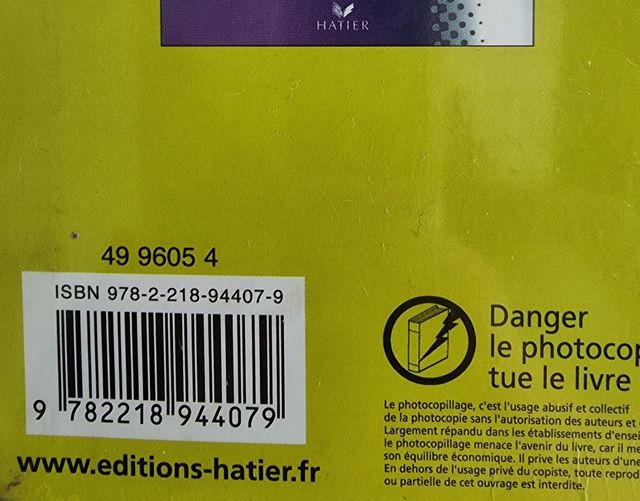 HATIER
49 9605 4
ISBN 978-2-218-94407-9
9 782218 944079
www.editions-hatier.fr
Danger
le photocop
tue le livre
Le photocopillage, c'est l'usage abusif et collectif
de la photocopie sans l'autorisation des auteurs et
Largement répandu dans les établissements d'ensei
le photocopillage menace l'avenir du livre, car il me
son équilibre économique. Il prive les auteurs d'une
En dehors de l'usage privé du copiste, toute reprod
ou partielle de cet ouvrage est interdite.